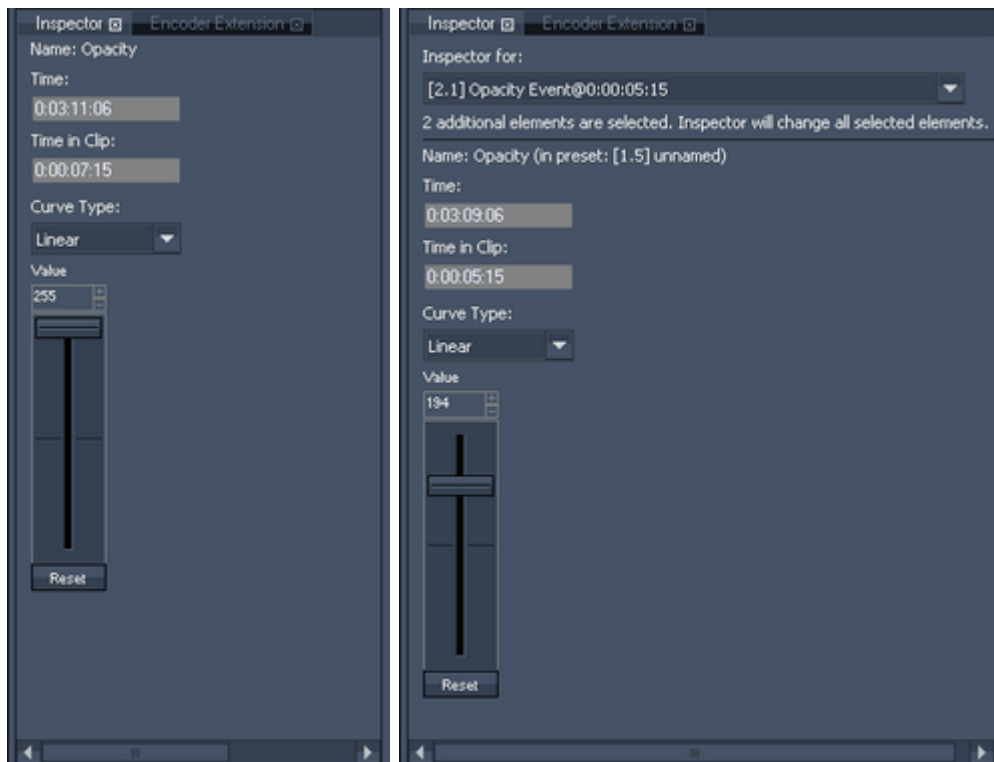 Inspector Encoder Extension
Name: Opacity
Time:
0:03:11:06
Time in Clip:
0:00:07:15
Curve Type:
Linear
Value
255
Reset
Inspector Encoder Extension
Inspector for:
[2.1] Opacity Event@0:00:05:15
2 additional elements are selected. Inspector will change all selected elements.
Name: Opacity (in preset: [1.5] unnamed)
Time:
0:03:09:06
Time in Clip:
0:00:05:15
Curve Type:
Linear
Value
194
Reset